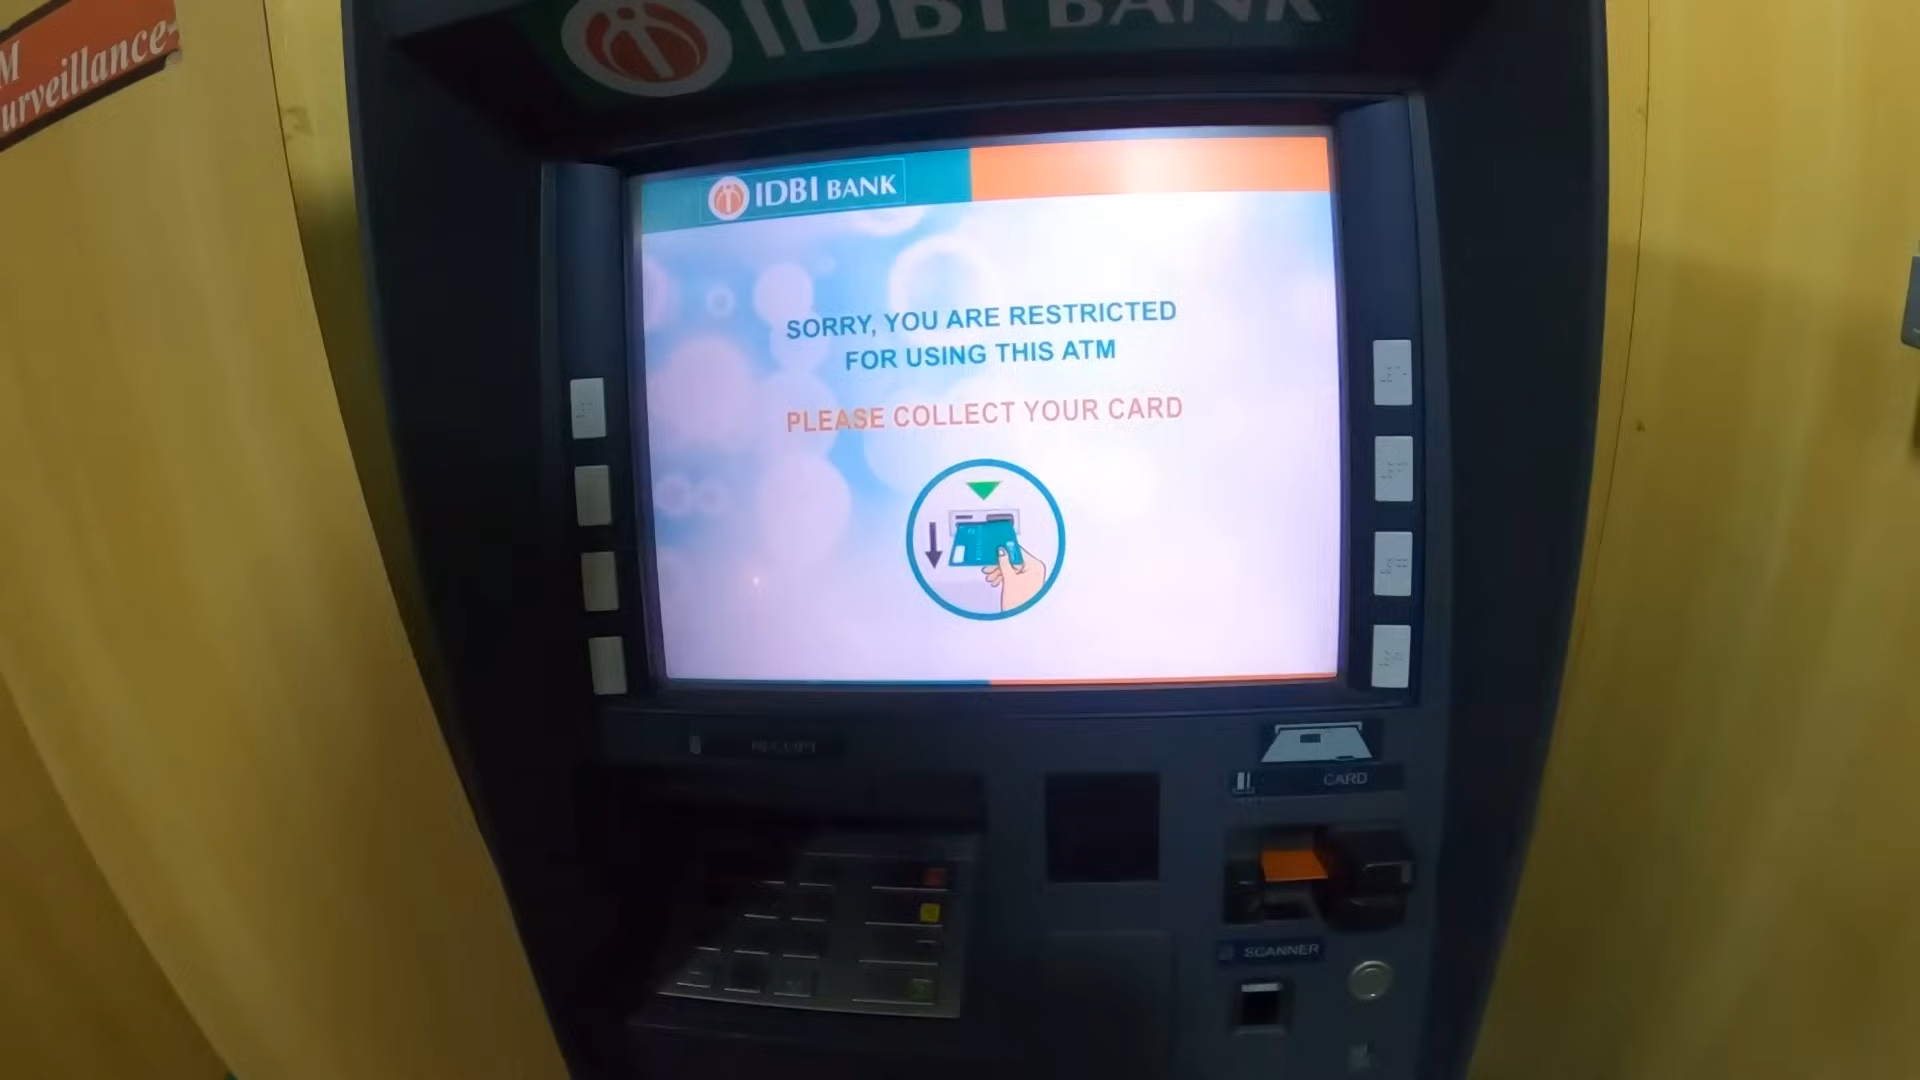 IDBI BANK
M
urveillance-
IDBI BANK
SORRY, YOU ARE RESTRICTED
FOR USING THIS ATM
PLEASE COLLECT YOUR CARD
RECEIPT
CARD
SCANNER